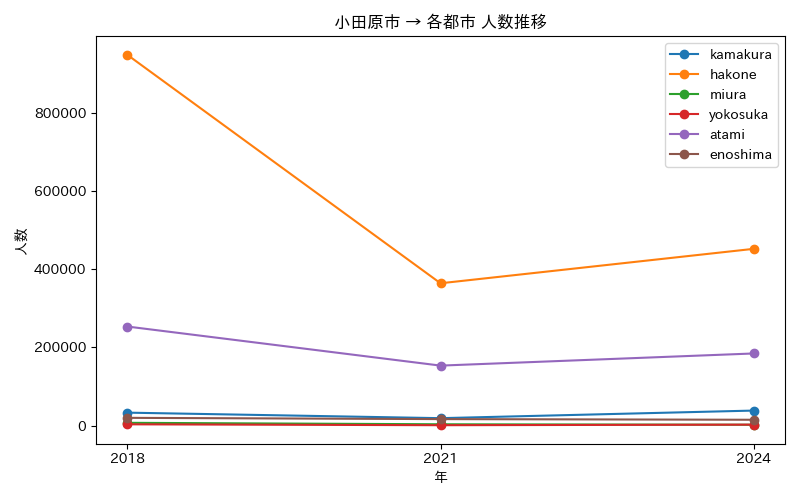 小田原市 → 各都市 人数推移
kamakura
hakone
miura
yokosuka
atami
enoshima
800000
600000
400000
200000
0
人数
2018
2021
2024
年